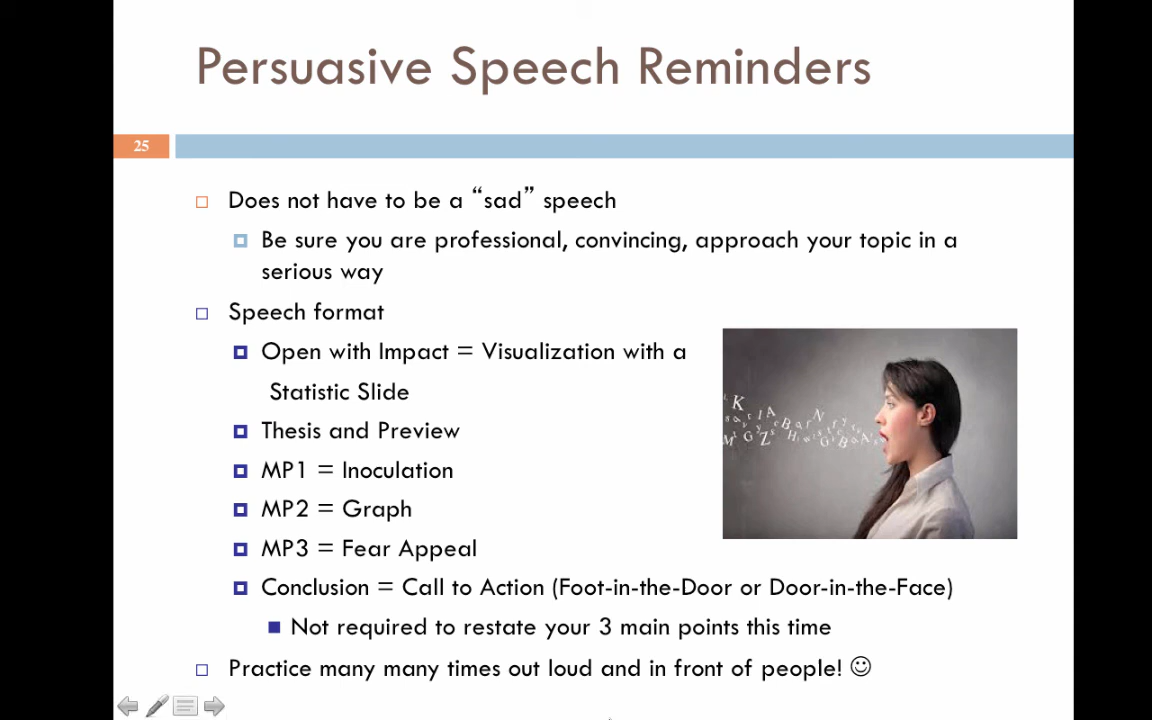 Persuasive Speech Reminders
25
Does not have to be a “sad” speech
Be sure you are professional, convincing, approach your topic in a
serious way
Speech format
Open with Impact = Visualization with a
Statistic Slide
Thesis and Preview
MP1 = Inoculation
MP2 = Graph
MP3 = Fear Appeal
Conclusion = Call to Action (Foot-in-the-Door or Door-in-the-Face)
Not required to restate your 3 main points this time
Practice many many times out loud and in front of people! ☺